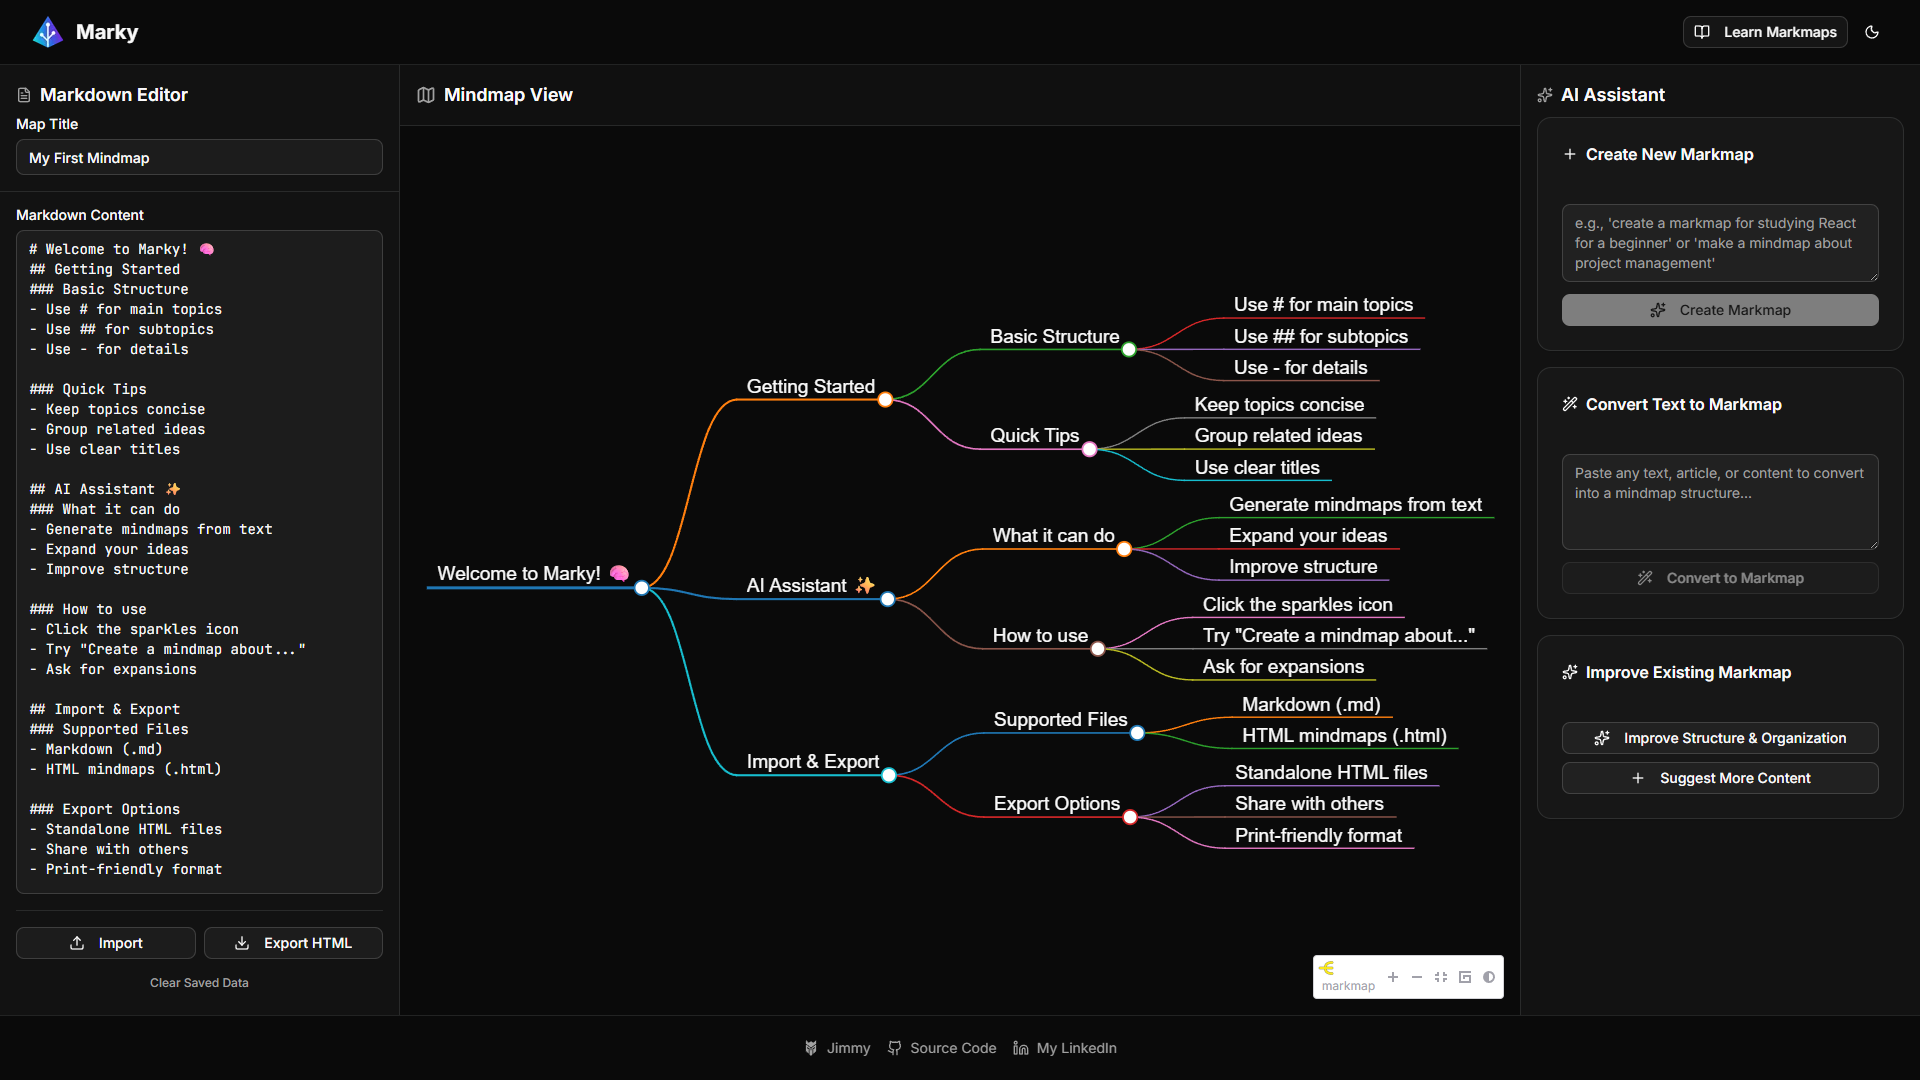 Marky
Learn Markmaps
Markdown Editor
Map Title
My First Mindmap
Markdown Content
# Welcome to Marky! 🧠
## Getting Started
### Basic Structure
- Use # for main topics
- Use ## for subtopics
- Use - for details
### Quick Tips
- Keep topics concise
- Group related ideas
- Use clear titles
## AI Assistant ✨
### What it can do
- Generate mindmaps from text
- Expand your ideas
- Improve structure
### How to use
- Click the sparkles icon
- Try "Create a mindmap about..."
- Ask for expansions
## Import & Export
### Supported Files
- Markdown (.md)
- HTML mindmaps (.html)
### Export Options
- Standalone HTML files
- Share with others
- Print-friendly format
Import
Export HTML
Clear Saved Data
Mindmap View
Welcome to Marky! 🧠
Getting Started
Basic Structure
Use # for main topics
Use ## for subtopics
Use - for details
Quick Tips
Keep topics concise
Group related ideas
Use clear titles
AI Assistant ✨
What it can do
Generate mindmaps from text
Expand your ideas
Improve structure
How to use
Click the sparkles icon
Try "Create a mindmap about..."
Ask for expansions
Import & Export
Supported Files
Markdown (.md)
HTML mindmaps (.html)
Export Options
Standalone HTML files
Share with others
Print-friendly format
markmap
AI Assistant
Create New Markmap
e.g., 'create a markmap for studying React
for a beginner' or 'make a mindmap about
project management'
Create Markmap
Convert Text to Markmap
Paste any text, article, or content to convert
into a mindmap structure...
Convert to Markmap
Improve Existing Markmap
Improve Structure & Organization
Suggest More Content
Jimmy
Source Code
My LinkedIn